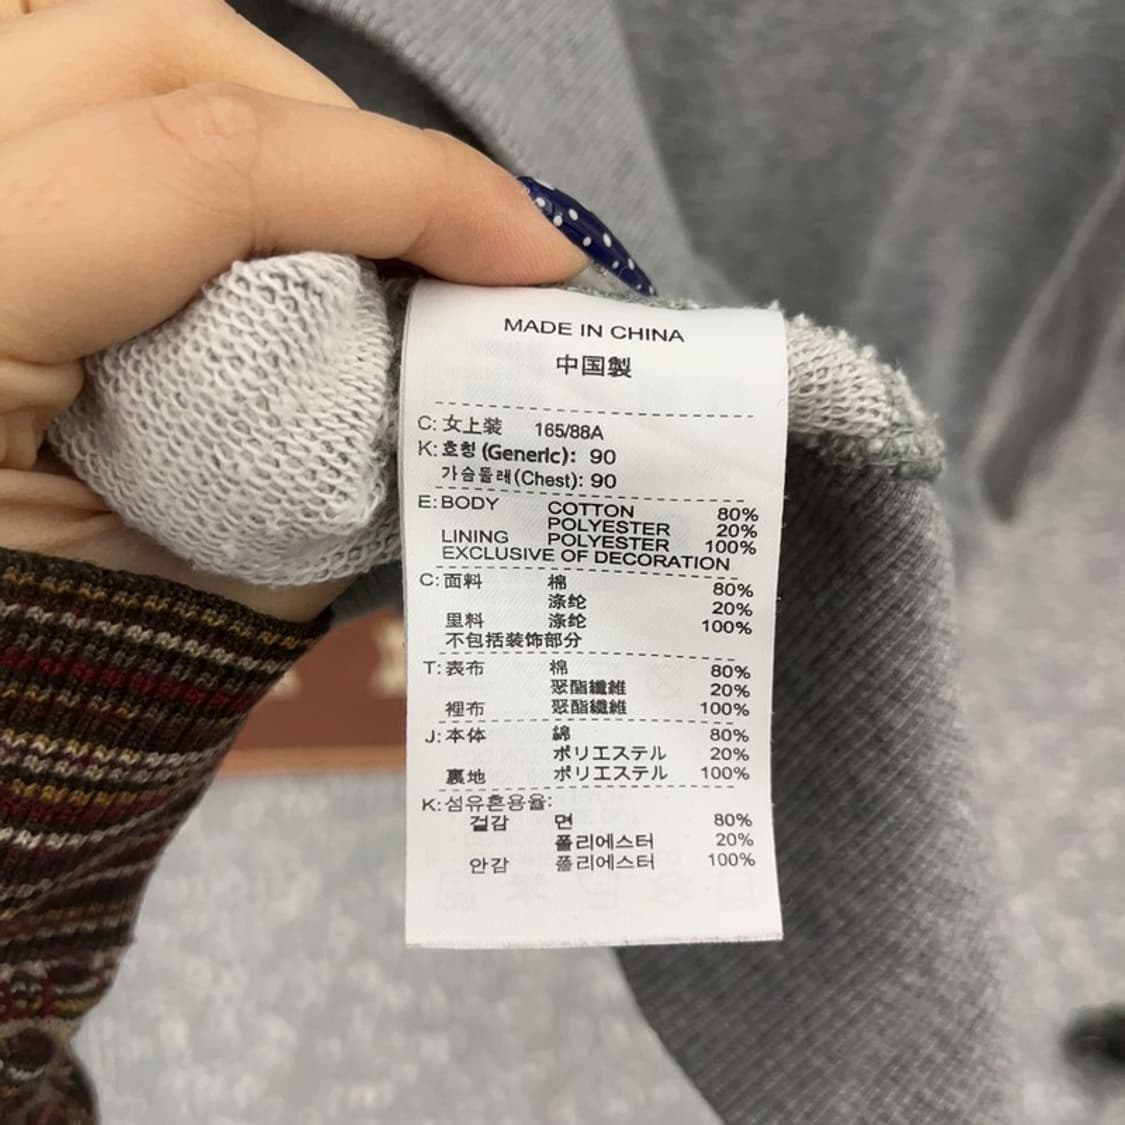 MADE IN CHINA
中国製
C: 女上装 165/88A
K: 호칭 (Generic): 90
가슴둘레(Chest): 90
E: BODY COTTON 80%
POLYESTER 20%
LINING POLYESTER 100%
EXCLUSIVE OF DECORATION
C: 面料 棉 80%
涤纶 20%
里料 涤纶 100%
不包括装饰部分
T: 表布 棉 80%
聚酯纖維 20%
裡布 聚酯纖維 100%
J: 本体 綿 80%
ポリエステル 20%
裏地 ポリエステル 100%
K: 섬유혼용율:
겉감 면 80%
폴리에스터 20%
안감 폴리에스터 100%